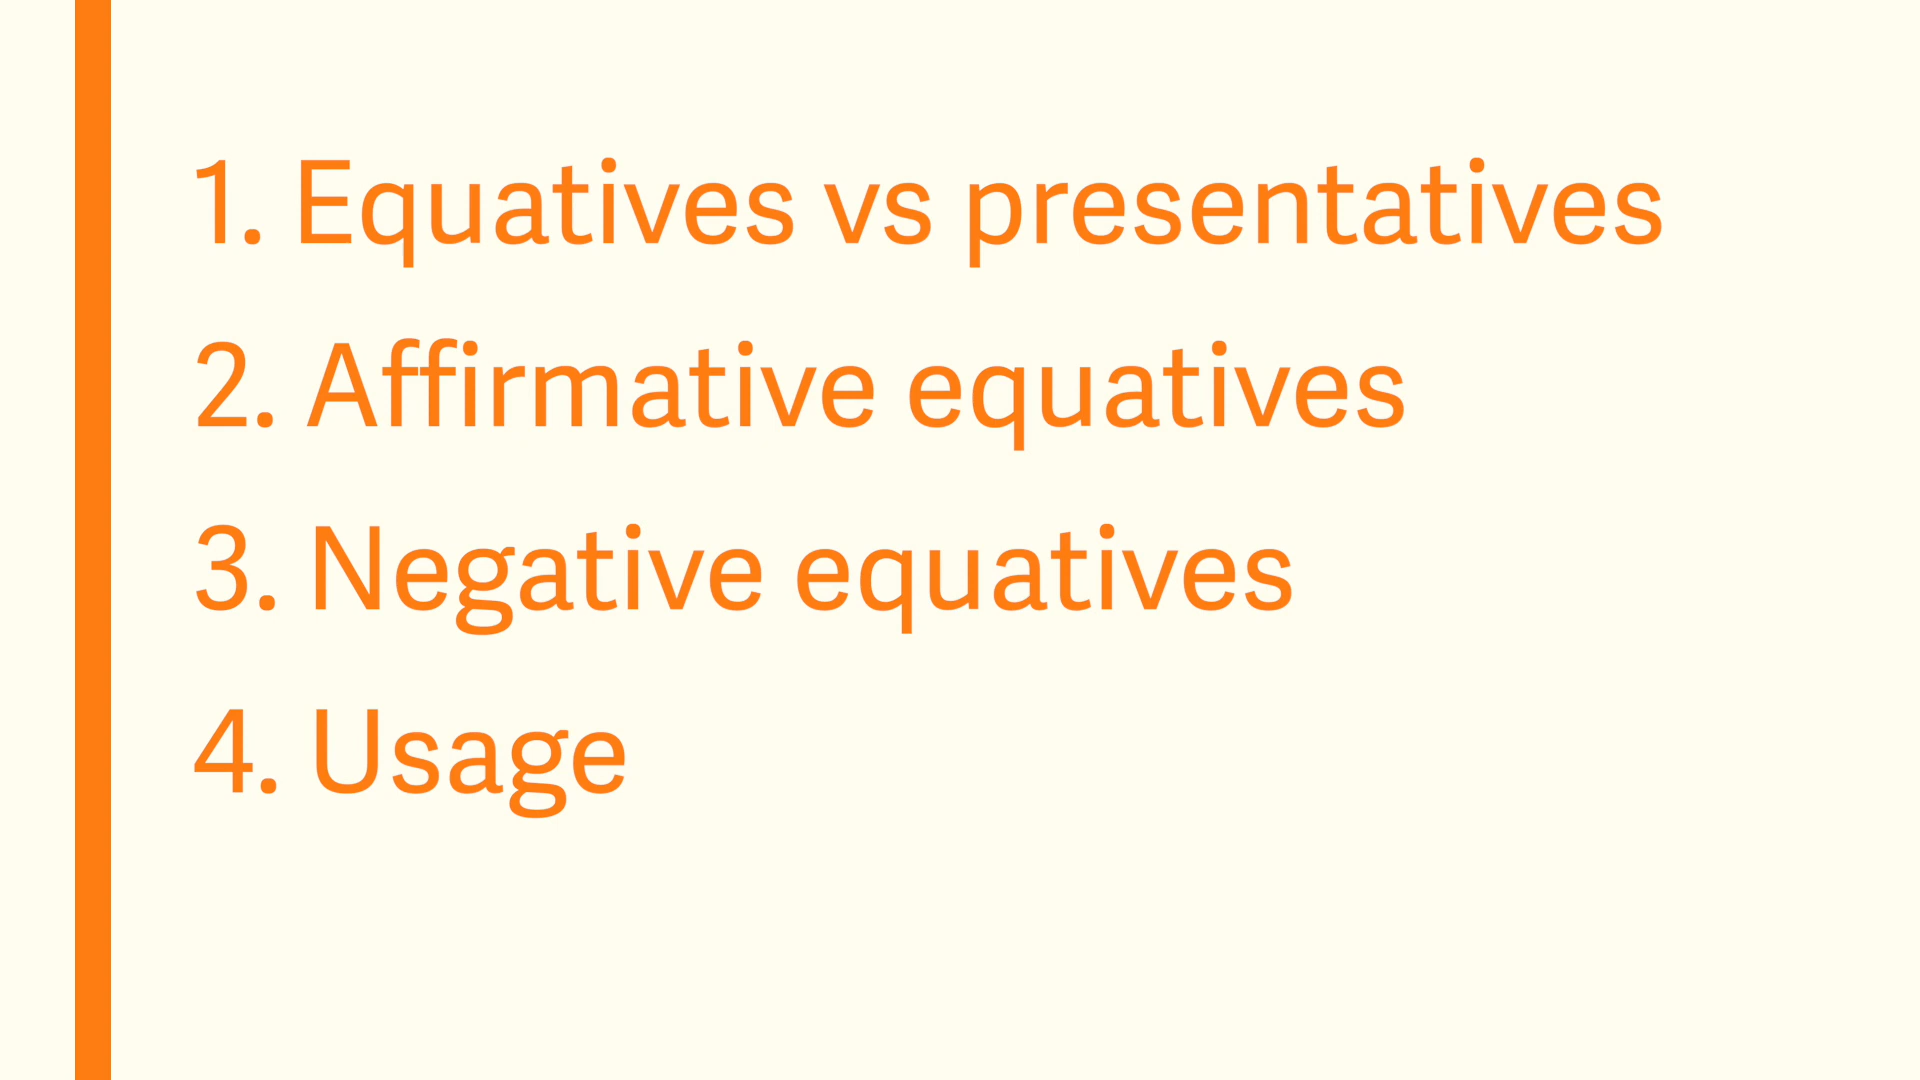 1. Equatives vs presentatives
2. Affirmative equatives
3. Negative equatives
4. Usage